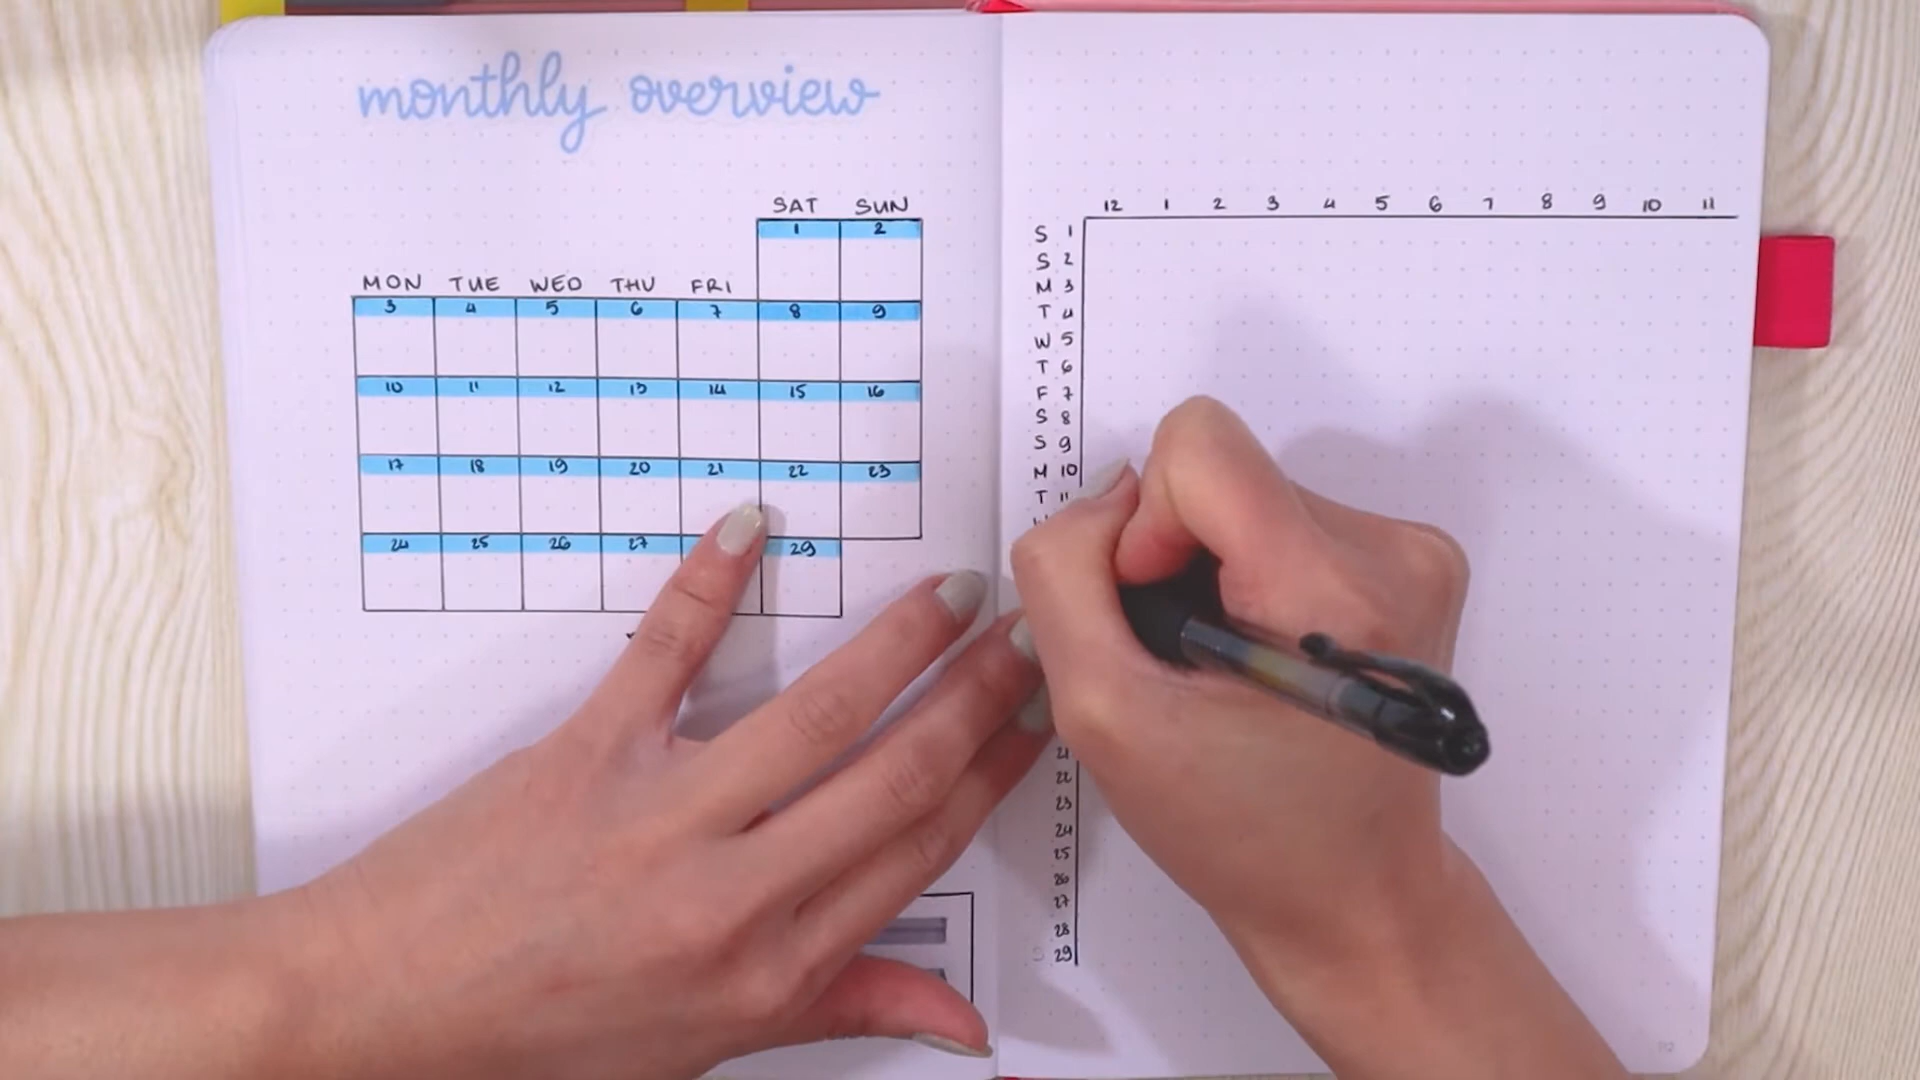 monthly overview
SAT SUN
1 2
MON TUE WED THU FRI
3 4 5 6 7 8 9
10 11 12 13 14 15 16
17 18 19 20 21 22 23
24 25 26 27 29
12 1 2 3 4 5 6 7 8 9 10 11
S 1
S 2
M 3
T 4
W 5
T 6
F 7
S 8
S 9
M 10
T 11
21
22
23
24
25
26
27
28
S 29